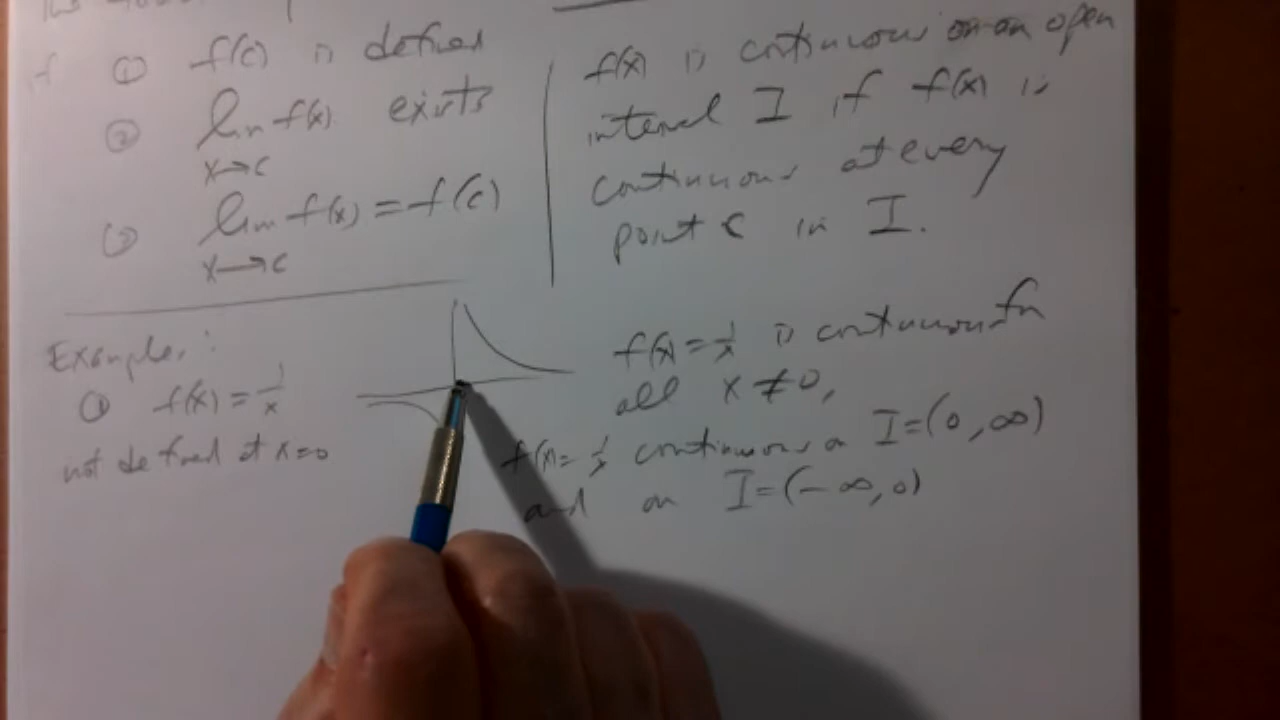 ① f(c) is defined
② lim f(x) exists
x→c
③ lim f(x) = f(c)
x→c
f(x) is continuous on an open
interval I if f(x) is
continuous at every
point c in I.
Example:
① f(x) = 1/x
not defined at x=0
f(x) = 1/x is continuous for
all x ≠ 0,
f(x) = 1/x continuous on I=(0,∞)
and on I=(-∞,0)